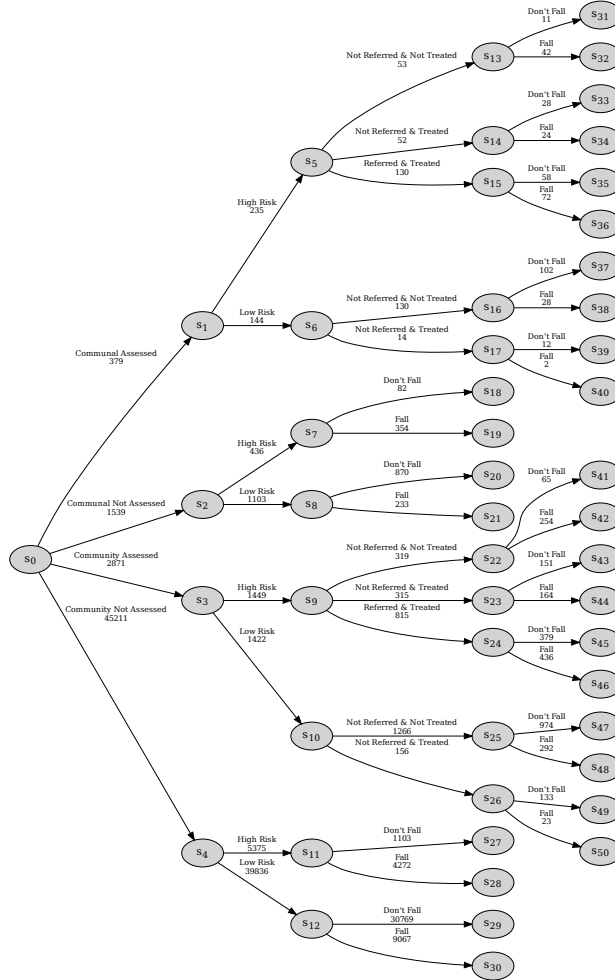 Don't Fall
11
s31
Fall
42
s32
Not Referred & Not Treated
53
s13
Don't Fall
28
s33
Fall
24
s34
Not Referred & Treated
52
s14
s5
Referred & Treated
130
s15
Don't Fall
58
s35
Fall
72
s36
High Risk
235
Don't Fall
102
s37
Fall
28
s38
Not Referred & Not Treated
130
s16
s1
Low Risk
144
s6
Not Referred & Treated
14
s17
Don't Fall
12
s39
Fall
2
s40
Communal Assessed
379
Don't Fall
82
s18
High Risk
436
s7
Fall
354
s19
Don't Fall
870
s20
Communal Not Assessed
1539
s2
Low Risk
1103
s8
Fall
233
s21
Don't Fall
65
s41
Fall
254
s42
s0
Not Referred & Not Treated
319
s22
Don't Fall
151
s43
Community Assessed
2871
s3
High Risk
1449
s9
Not Referred & Treated
315
s23
Fall
164
s44
Referred & Treated
815
s24
Don't Fall
379
s45
Fall
436
s46
Community Not Assessed
45211
Low Risk
1422
s10
Not Referred & Not Treated
1266
s25
Don't Fall
974
s47
Fall
292
s48
Not Referred & Treated
156
s26
Don't Fall
133
s49
Fall
23
s50
s4
High Risk
5375
s11
Don't Fall
1103
s27
Fall
4272
s28
Low Risk
39836
s12
Don't Fall
30769
s29
Fall
9067
s30